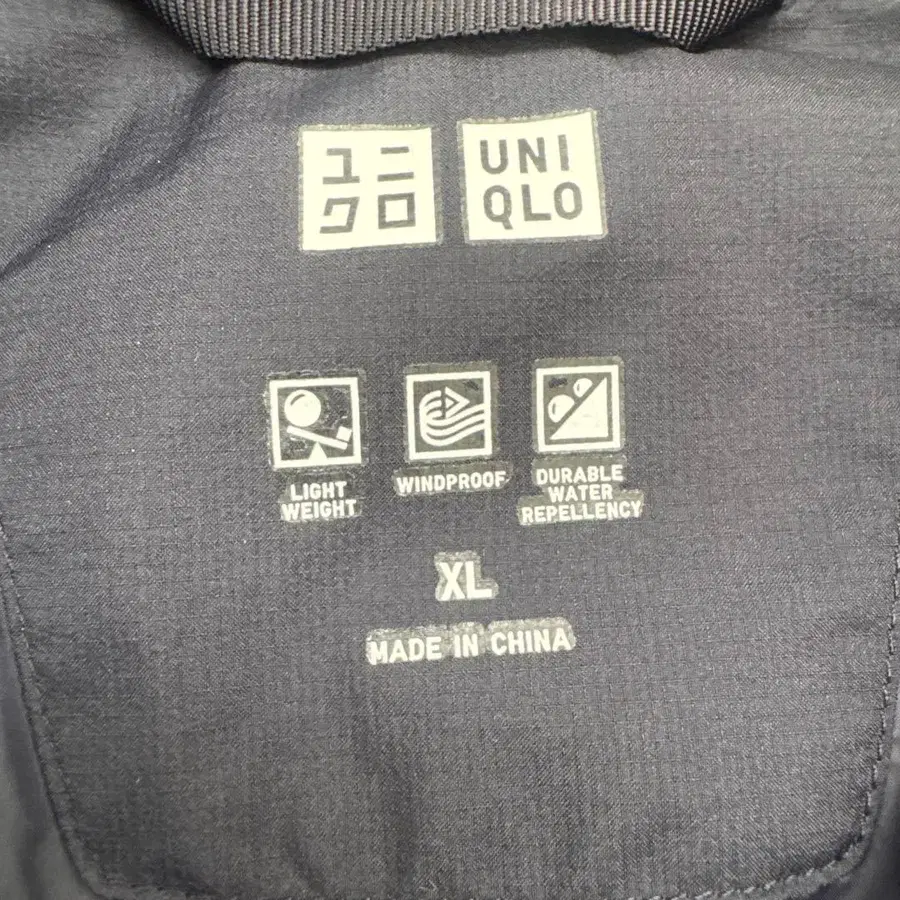 ユニ
クロ
UNI
QLO
LIGHT
WEIGHT
WINDPROOF
DURABLE
WATER
REPELLENCY
XL
MADE IN CHINA